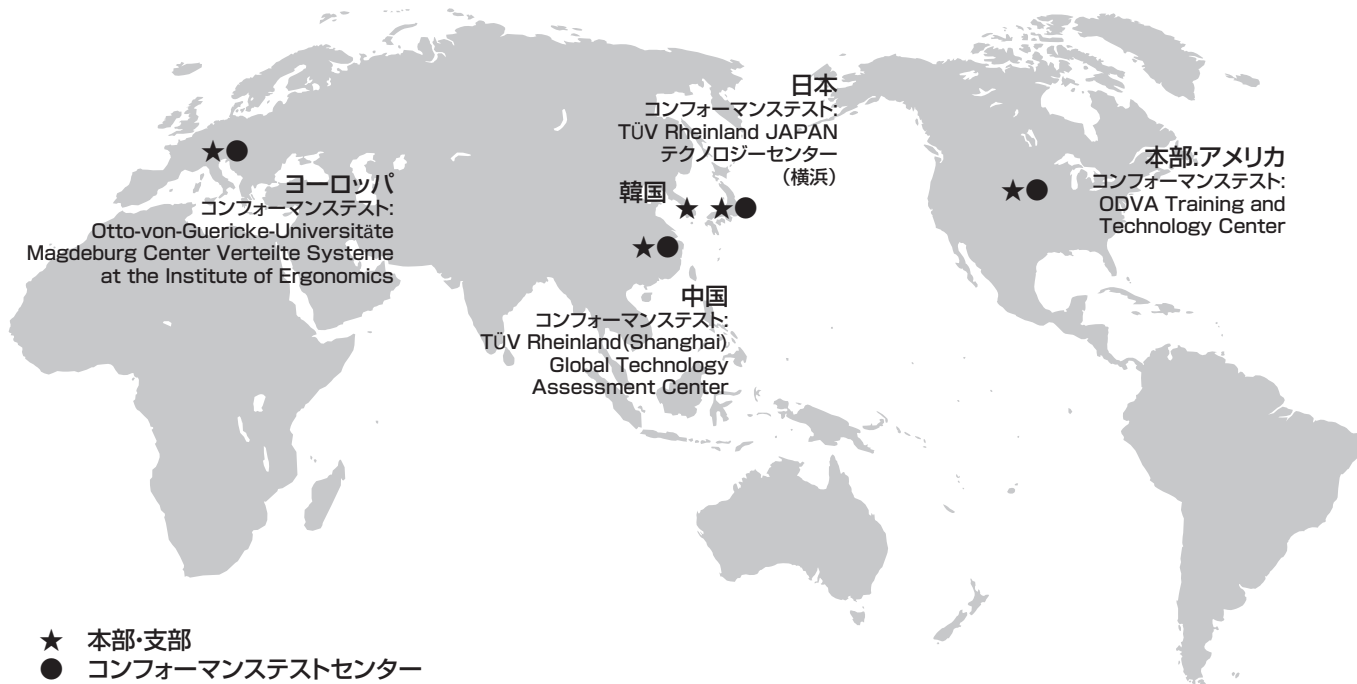 日本
コンフォーマンステスト:
TÜV Rheinland JAPAN
テクノロジーセンター
(横浜)
本部:アメリカ
コンフォーマンステスト:
ODVA Training and
Technology Center
ヨーロッパ
コンフォーマンステスト:
Otto-von-Guericke-Universitäte
Magdeburg Center Verteilte Systeme
at the Institute of Ergonomics
韓国
中国
コンフォーマンステスト:
TÜV Rheinland(Shanghai)
Global Technology
Assessment Center
★ 本部・支部
● コンフォーマンステストセンター